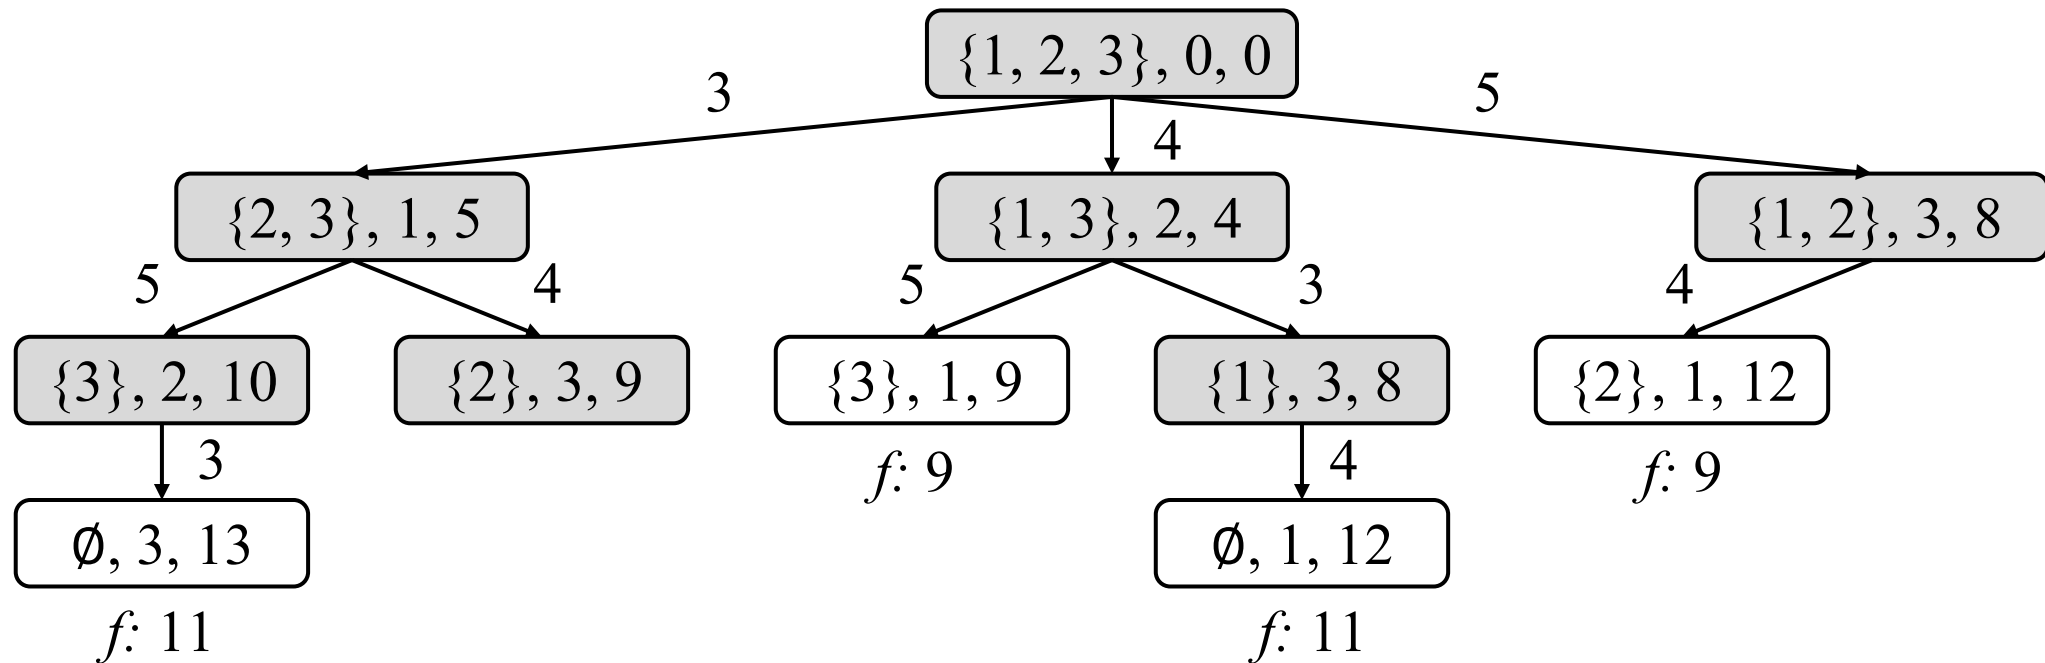 {1, 2, 3}, 0, 0
3
4
5
{2, 3}, 1, 5
{1, 3}, 2, 4
{1, 2}, 3, 8
5
4
5
3
4
{3}, 2, 10
{2}, 3, 9
{3}, 1, 9
{1}, 3, 8
{2}, 1, 12
3
f: 9
4
f: 9
∅, 3, 13
∅, 1, 12
f: 11
f: 11